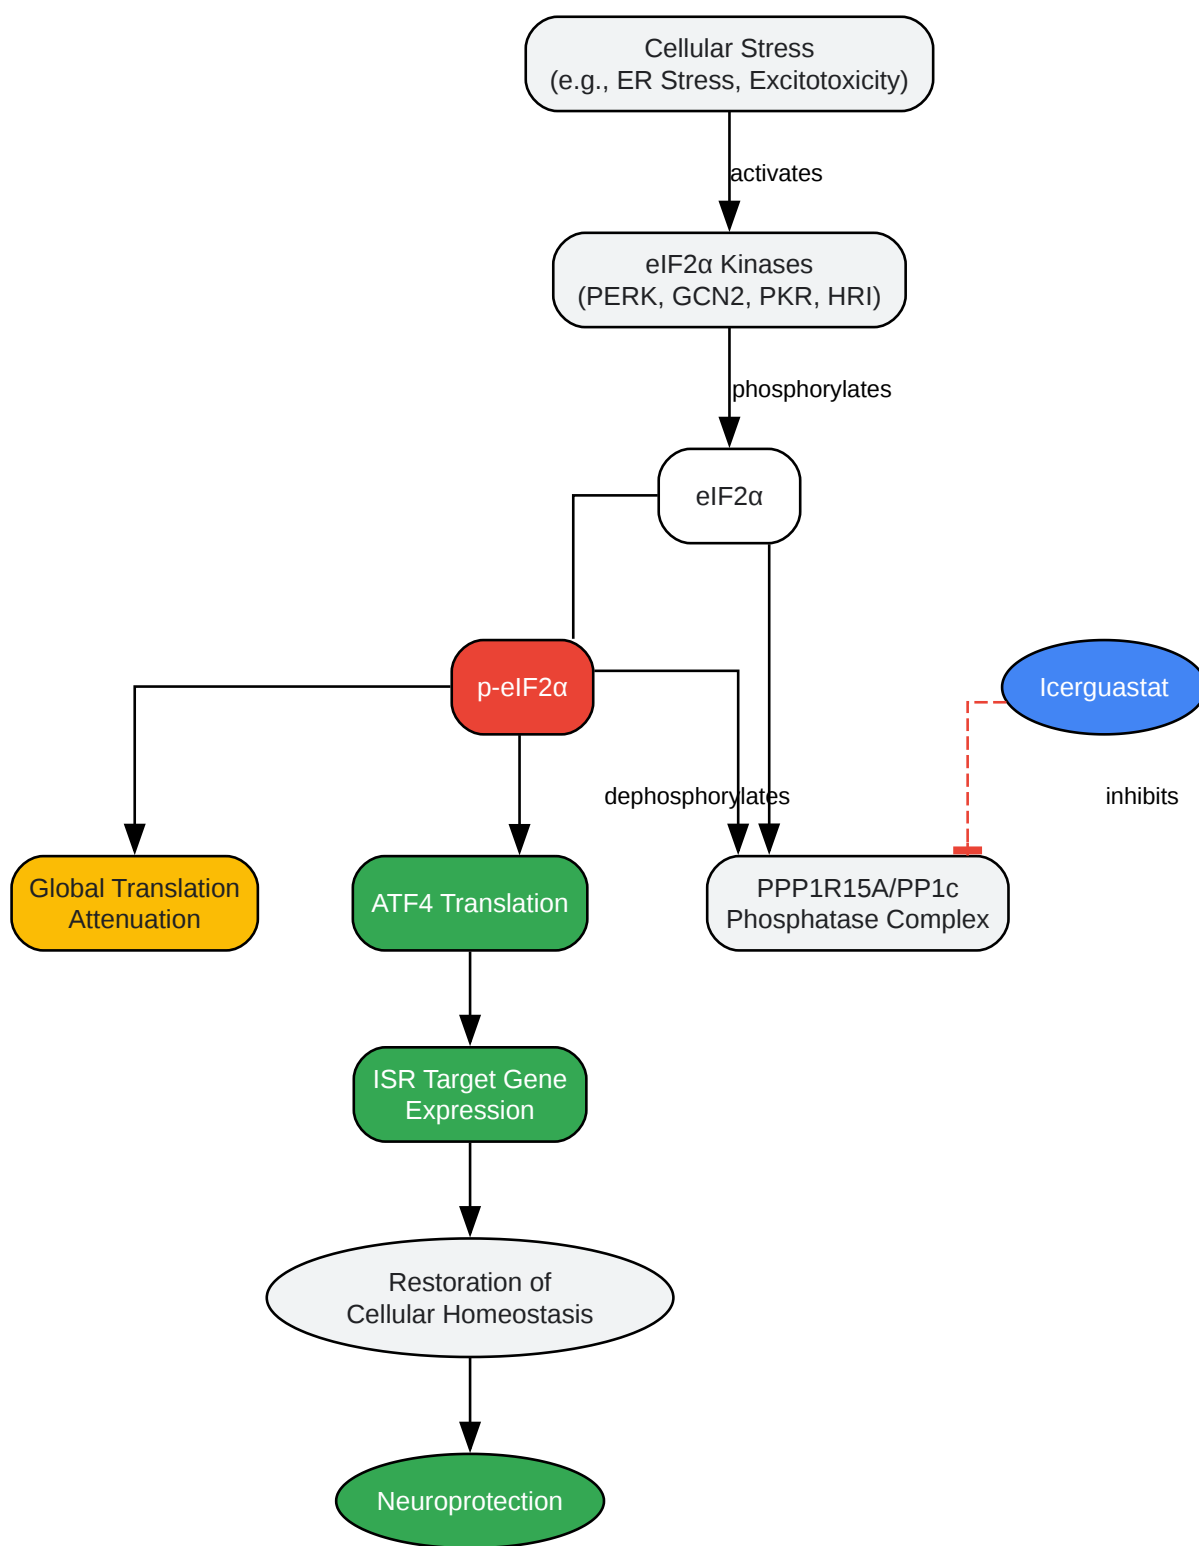 Cellular Stress
(e.g., ER Stress, Excitotoxicity)
activates
eIF2α Kinases
(PERK, GCN2, PKR, HRI)
phosphorylates
eIF2α
p-eIF2α
Icerguastat
dephosphorylates
inhibits
Global Translation
Attenuation
ATF4 Translation
PPP1R15A/PP1c
Phosphatase Complex
ISR Target Gene
Expression
Restoration of
Cellular Homeostasis
Neuroprotection